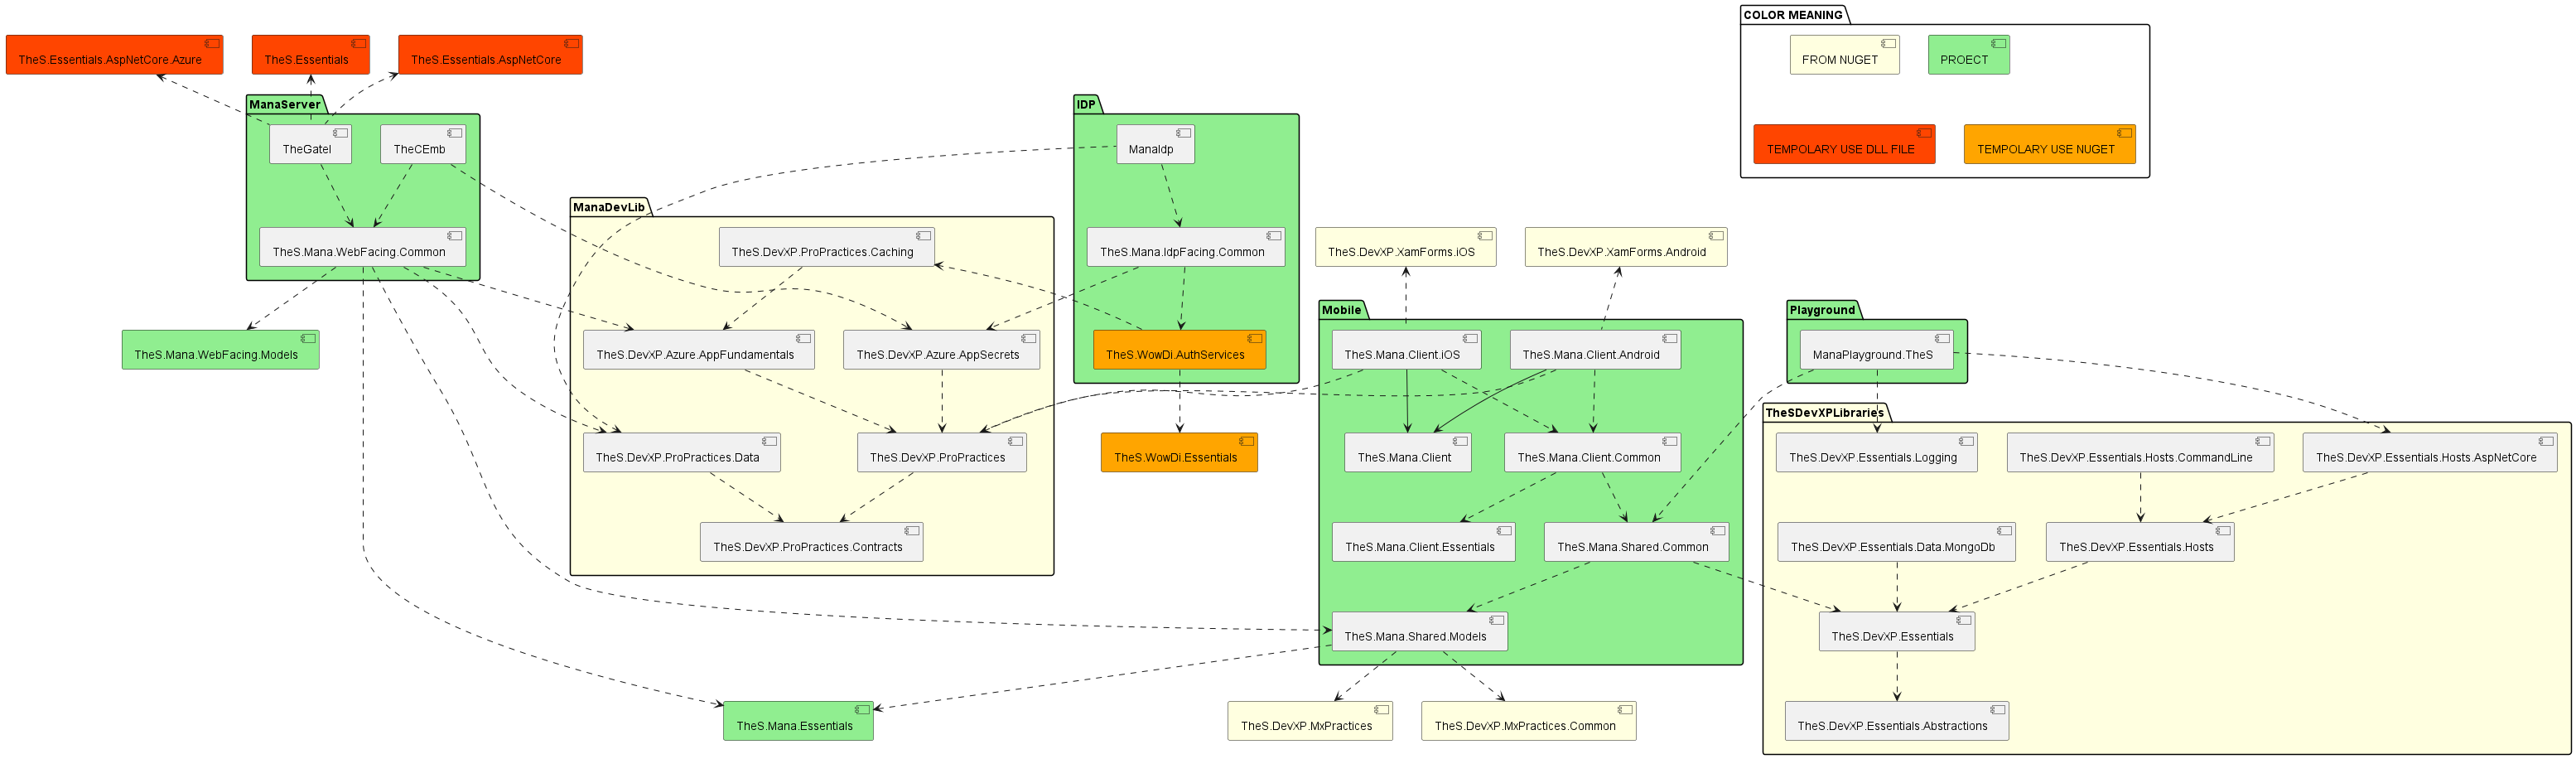 COLOR MEANING
FROM NUGET
PROECT
TEMPOLARY USE DLL FILE
TEMPOLARY USE NUGET
TheS.Essentials.AspNetCore.Azure
TheS.Essentials
TheS.Essentials.AspNetCore
ManaServer
TheGatel
TheCEmb
TheS.Mana.WebFacing.Common
TheS.Mana.WebFacing.Models
ManaDevLib
TheS.DevXP.ProPractices.Caching
TheS.DevXP.Azure.AppFundamentals
TheS.DevXP.Azure.AppSecrets
TheS.DevXP.ProPractices.Data
TheS.DevXP.ProPractices
TheS.DevXP.ProPractices.Contracts
IDP
ManaIdp
TheS.Mana.IdpFacing.Common
TheS.WowDi.AuthServices
TheS.WowDi.Essentials
TheS.DevXP.XamForms.iOS
TheS.DevXP.XamForms.Android
Mobile
TheS.Mana.Client.iOS
TheS.Mana.Client.Android
TheS.Mana.Client
TheS.Mana.Client.Common
TheS.Mana.Client.Essentials
TheS.Mana.Shared.Common
TheS.Mana.Shared.Models
Playground
ManaPlayground.TheS
TheSDevXPLibraries
TheS.DevXP.Essentials.Logging
TheS.DevXP.Essentials.Hosts.CommandLine
TheS.DevXP.Essentials.Hosts.AspNetCore
TheS.DevXP.Essentials.Data.MongoDb
TheS.DevXP.Essentials.Hosts
TheS.DevXP.Essentials
TheS.DevXP.Essentials.Abstractions
TheS.Mana.Essentials
TheS.DevXP.MxPractices
TheS.DevXP.MxPractices.Common